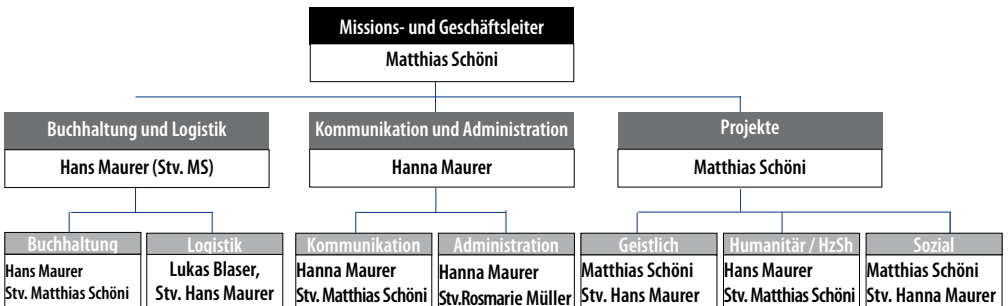 Missions- und Geschäftsleiter
Matthias Schöni
Buchhaltung und Logistik
Hans Maurer (Stv. MS)
Kommunikation und Administration
Hanna Maurer
Projekte
Matthias Schöni
Buchhaltung
Hans Maurer
Stv. Matthias Schöni
Logistik
Lukas Blaser,
Stv. Hans Maurer
Kommunikation
Hanna Maurer
Stv. Matthias Schöni
Administration
Hanna Maurer
Stv.Rosmarie Müller
Geistlich
Matthias Schöni
Stv. Hans Maurer
Humanitär / HzSh
Hans Maurer
Stv. Matthias Schöni
Sozial
Matthias Schöni
Stv. Hanna Maurer